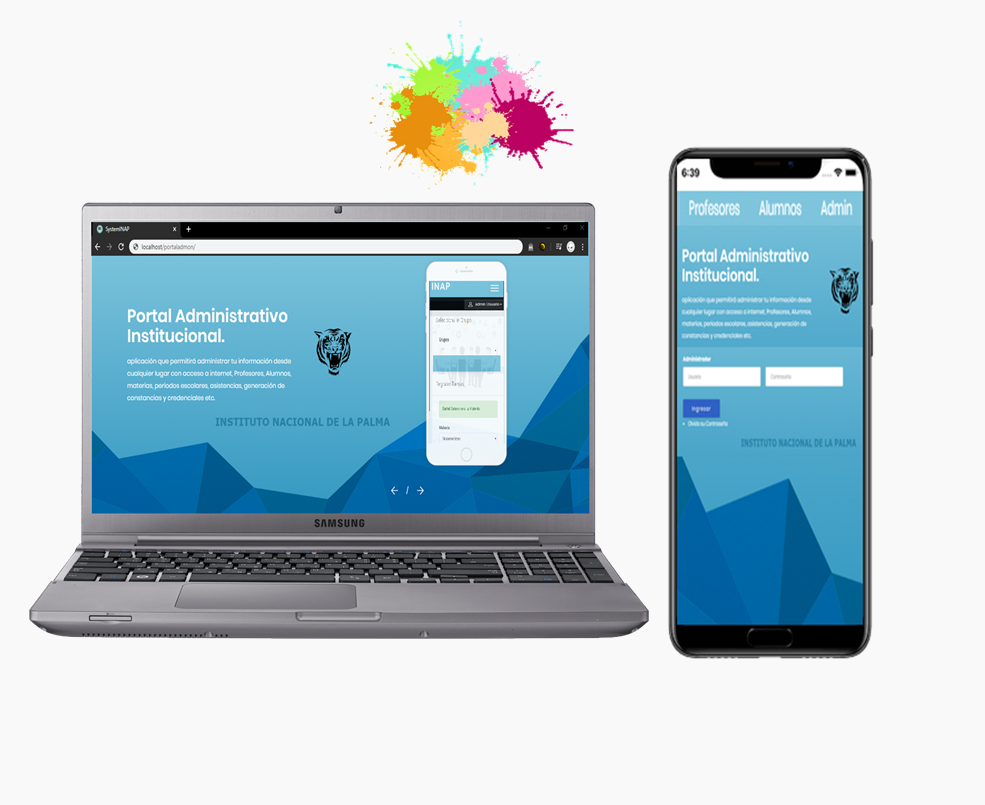 SystemINAP
localhost/portaladmon/
Portal Administrativo
Institucional.
aplicación que permitirá administrar tu información desde
cualquier lugar con acceso a internet, Profesores, Alumnos,
materias, periodos escolares, asistencias, generación de
constancias y credenciales etc.
INSTITUTO NACIONAL DE LA PALMA
INAP
Grupos
Materia
/
SAMSUNG
6:39
Profesores Alumnos Admin
Portal Administrativo
Institucional.
aplicación que permitirá administrar tu información desde
cualquier lugar con acceso a internet, Profesores, Alumnos,
materias, periodos escolares, asistencias, generación de
constancias y credenciales etc.
Administrador
Usuario Contraseña
Ingresar
Olvide su Contraseña
INSTITUTO NACIONAL DE LA PALMA